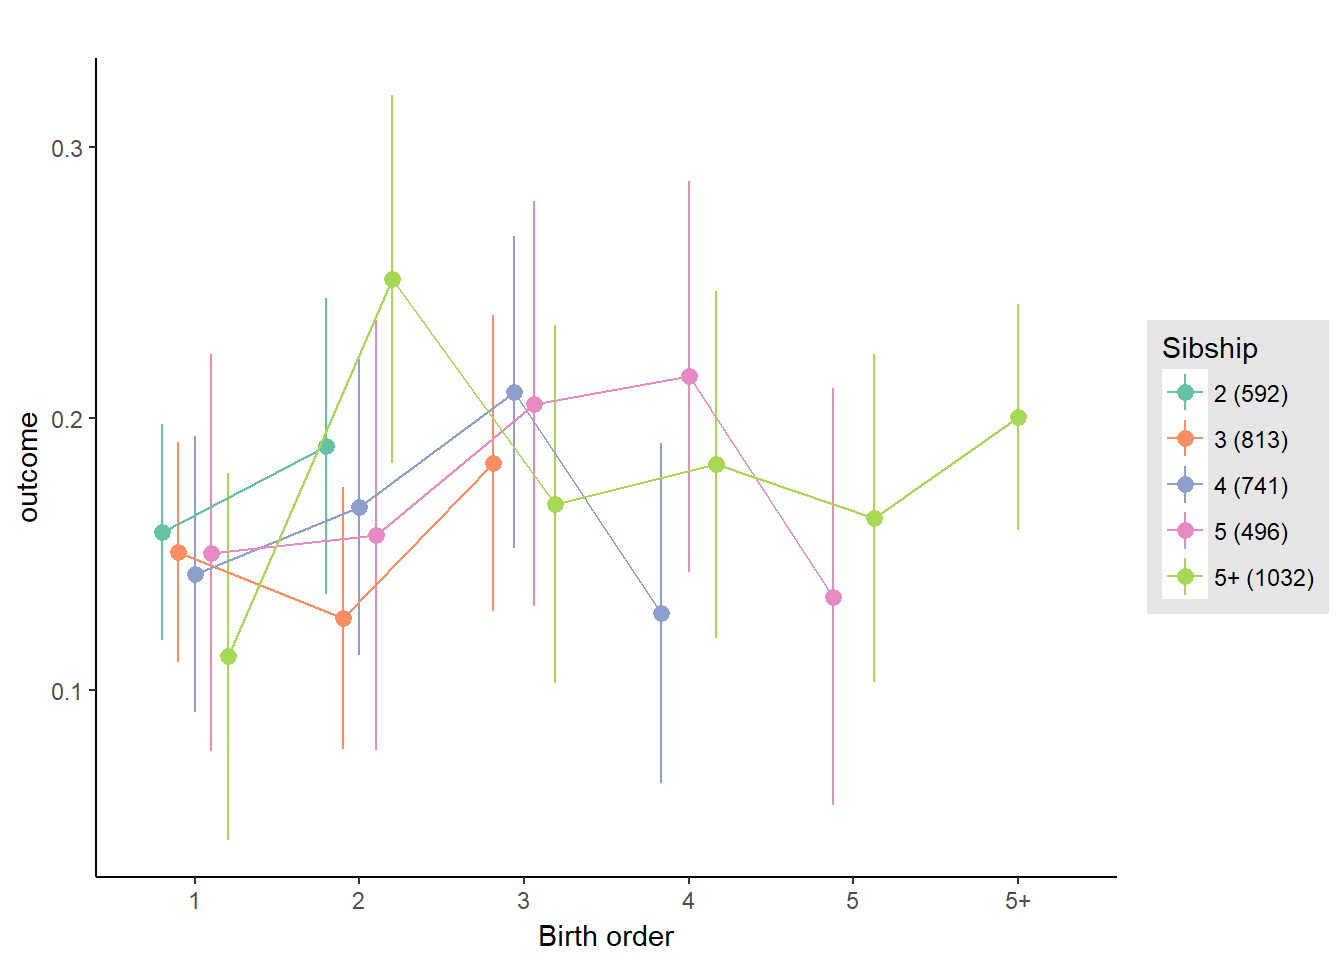 0.3
0.2
0.1
outcome
1 2 3 4 5 5+
Birth order
Sibship
2 (592)
3 (813)
4 (741)
5 (496)
5+ (1032)